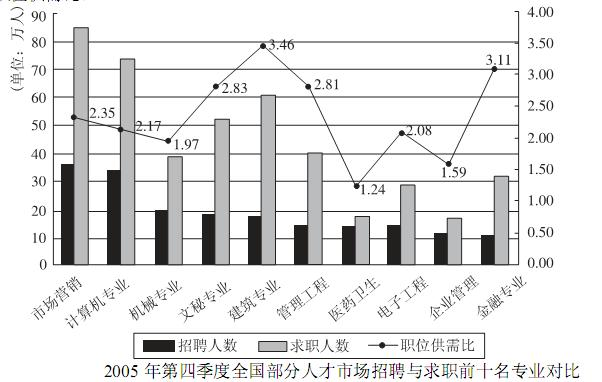 90
80
70
60
50
40
30
20
10
0
(单位：万人)
4.00
3.50
3.00
2.50
2.00
1.50
1.00
0.50
0.00
2.35
2.17
1.97
2.83
3.46
2.81
1.24
2.08
1.59
3.11
市场营销
计算机专业
机械专业
文秘专业
建筑专业
管理工程
医药卫生
电子工程
企业管理
金融专业
招聘人数 求职人数 职位供需比
2005 年第四季度全国部分人才市场招聘与求职前十名专业对比